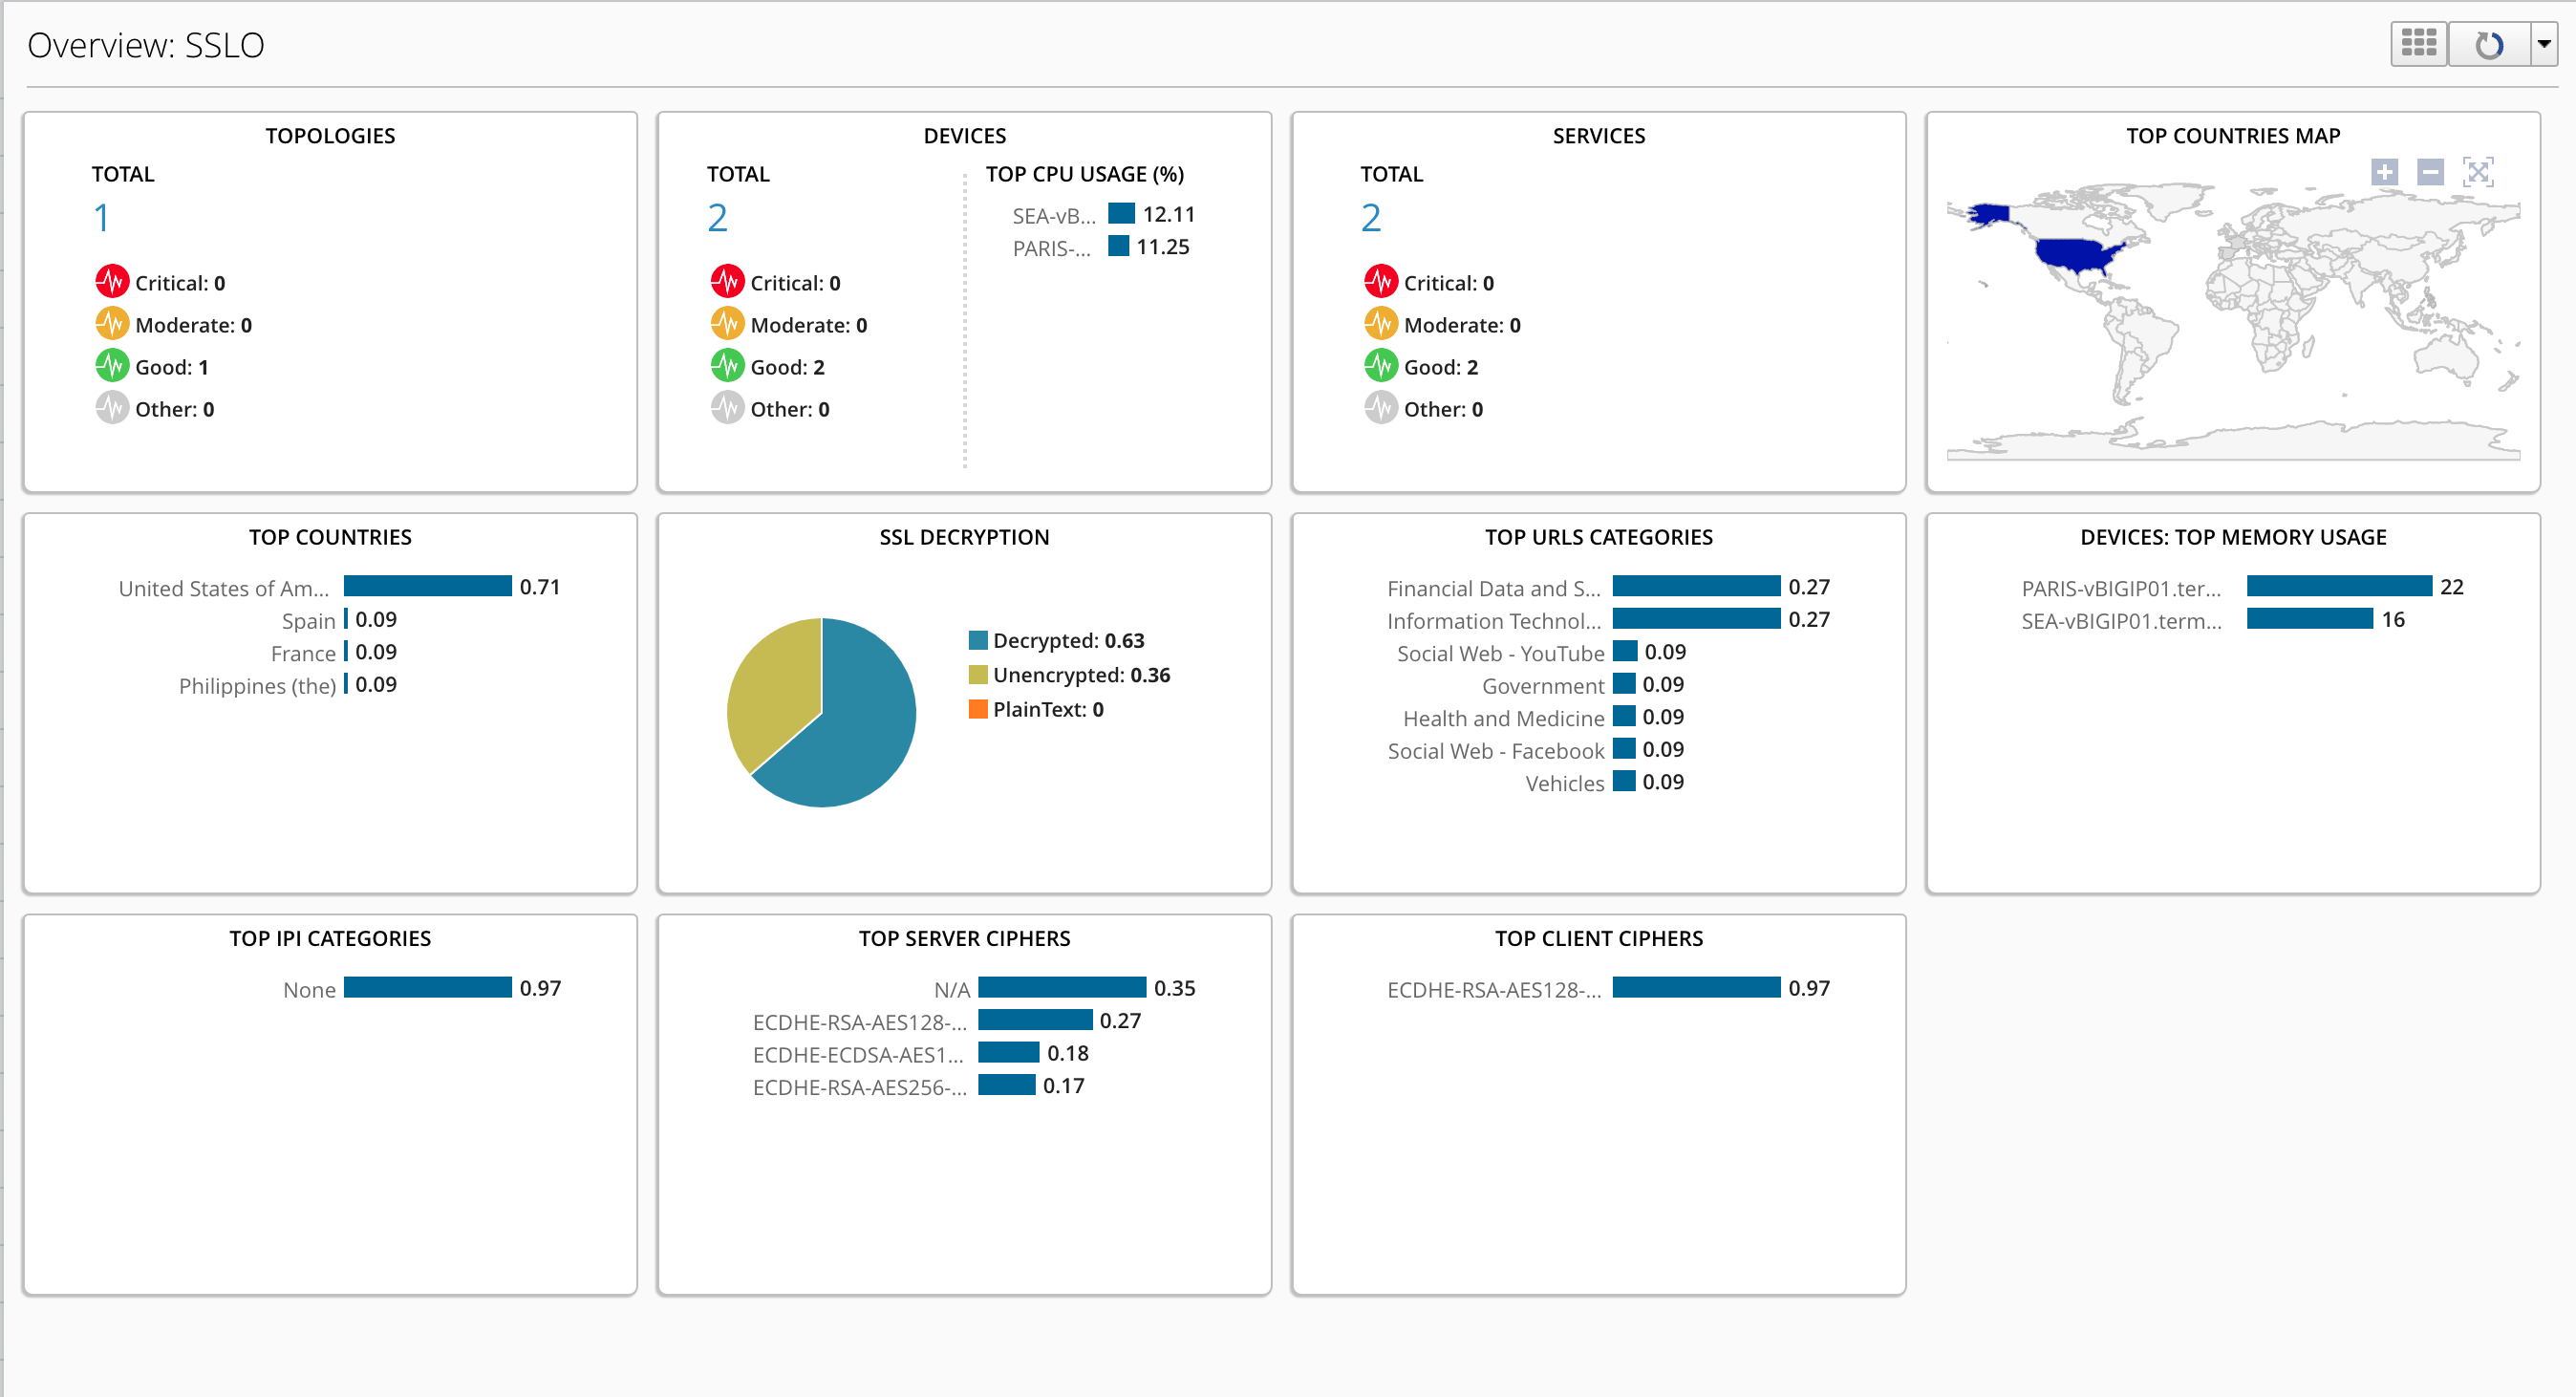 Overview: SSLO
TOPOLOGIES
TOTAL
1
Critical: 0
Moderate: 0
Good: 1
Other: 0
DEVICES
TOTAL
2
Critical: 0
Moderate: 0
Good: 2
Other: 0
TOP CPU USAGE (%)
SEA-vB... 12.11
PARIS-... 11.25
SERVICES
TOTAL
2
Critical: 0
Moderate: 0
Good: 2
Other: 0
TOP COUNTRIES MAP
TOP COUNTRIES
United States of Am... 0.71
Spain 0.09
France 0.09
Philippines (the) 0.09
SSL DECRYPTION
Decrypted: 0.63
Unencrypted: 0.36
PlainText: 0
TOP URLS CATEGORIES
Financial Data and S... 0.27
Information Technol... 0.27
Social Web - YouTube 0.09
Government 0.09
Health and Medicine 0.09
Social Web - Facebook 0.09
Vehicles 0.09
DEVICES: TOP MEMORY USAGE
PARIS-vBIGIP01.ter... 22
SEA-vBIGIP01.term... 16
TOP IPI CATEGORIES
None 0.97
TOP SERVER CIPHERS
N/A 0.35
ECDHE-RSA-AES128-... 0.27
ECDHE-ECDSA-AES1... 0.18
ECDHE-RSA-AES256-... 0.17
TOP CLIENT CIPHERS
ECDHE-RSA-AES128-... 0.97